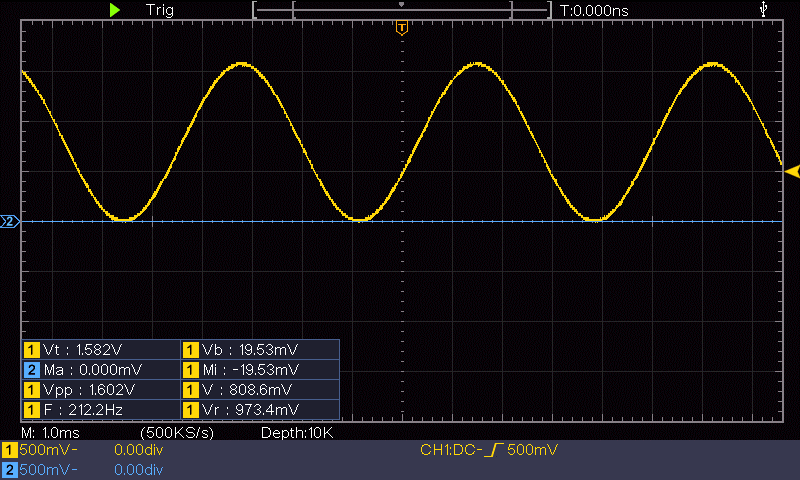 Trig T:0.000ns
T
2
1 Vt : 1.582V 1 Vb : 19.53mV
2 Ma : 0.000mV 1 Mi : -19.53mV
1 Vpp : 1.602V 1 V : 808.6mV
1 F : 212.2Hz 1 Vr : 973.4mV
M: 1.0ms (500KS/s) Depth:10K
1 500mV- 0.00div CH1:DC- 500mV
2 500mV- 0.00div